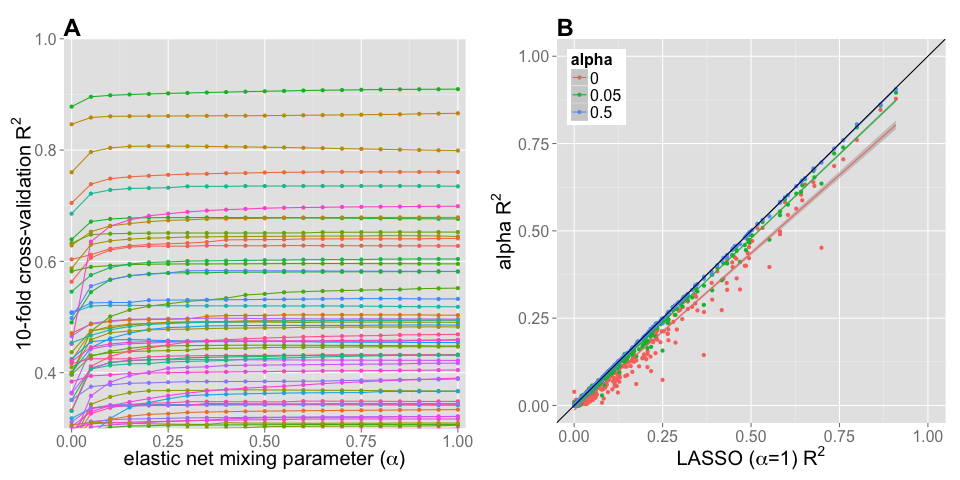 A
10-fold cross-validation R²
1.0
0.8
0.6
0.4
0.00 0.25 0.50 0.75 1.00
elastic net mixing parameter (α)
B
alpha R²
1.00
0.75
0.50
0.25
0.00
alpha
0
0.05
0.5
0.00 0.25 0.50 0.75 1.00
LASSO (α=1) R²